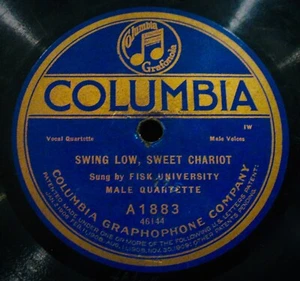 Columbia
Grafonola
COLUMBIA
1W
Vocal Quartette
Male Voices
SWING LOW, SWEET CHARIOT
Sung by FISK UNIVERSITY
MALE QUARTETTE
A1883
46144
COLUMBIA GRAPHOPHONE COMPANY